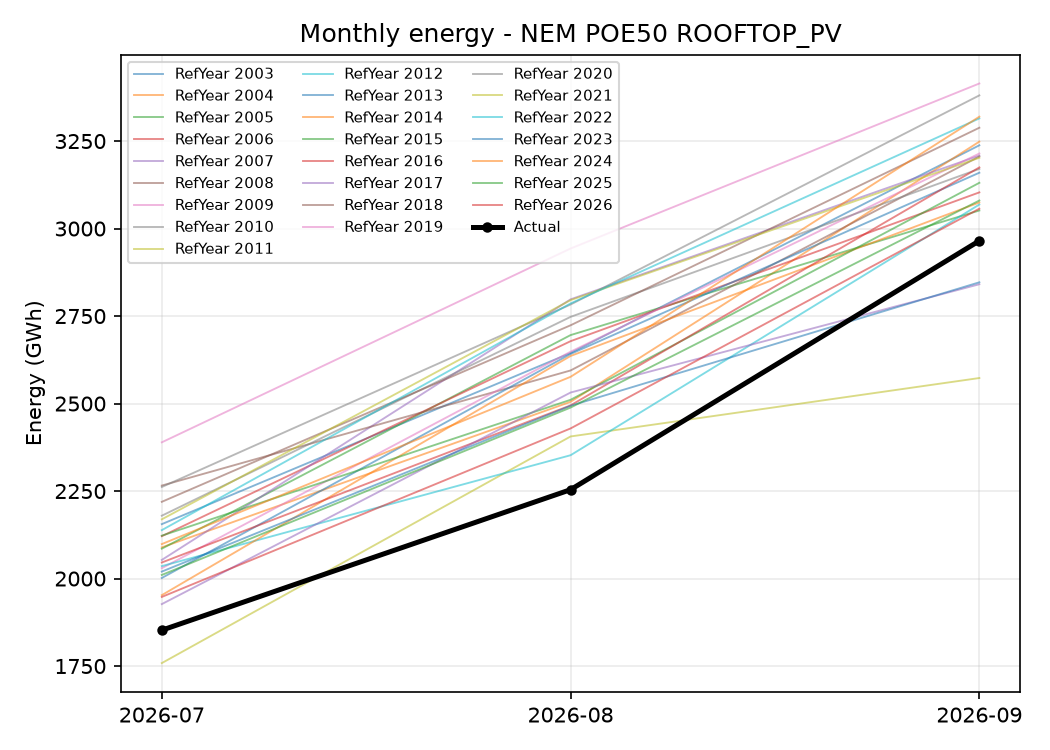 Monthly energy - NEM POE50 ROOFTOP_PV
RefYear 2003
RefYear 2004
RefYear 2005
RefYear 2006
RefYear 2007
RefYear 2008
RefYear 2009
RefYear 2010
RefYear 2011
RefYear 2012
RefYear 2013
RefYear 2014
RefYear 2015
RefYear 2016
RefYear 2017
RefYear 2018
RefYear 2019
RefYear 2020
RefYear 2021
RefYear 2022
RefYear 2023
RefYear 2024
RefYear 2025
RefYear 2026
Actual
Energy (GWh)
3250
3000
2750
2500
2250
2000
1750
2026-07
2026-08
2026-09